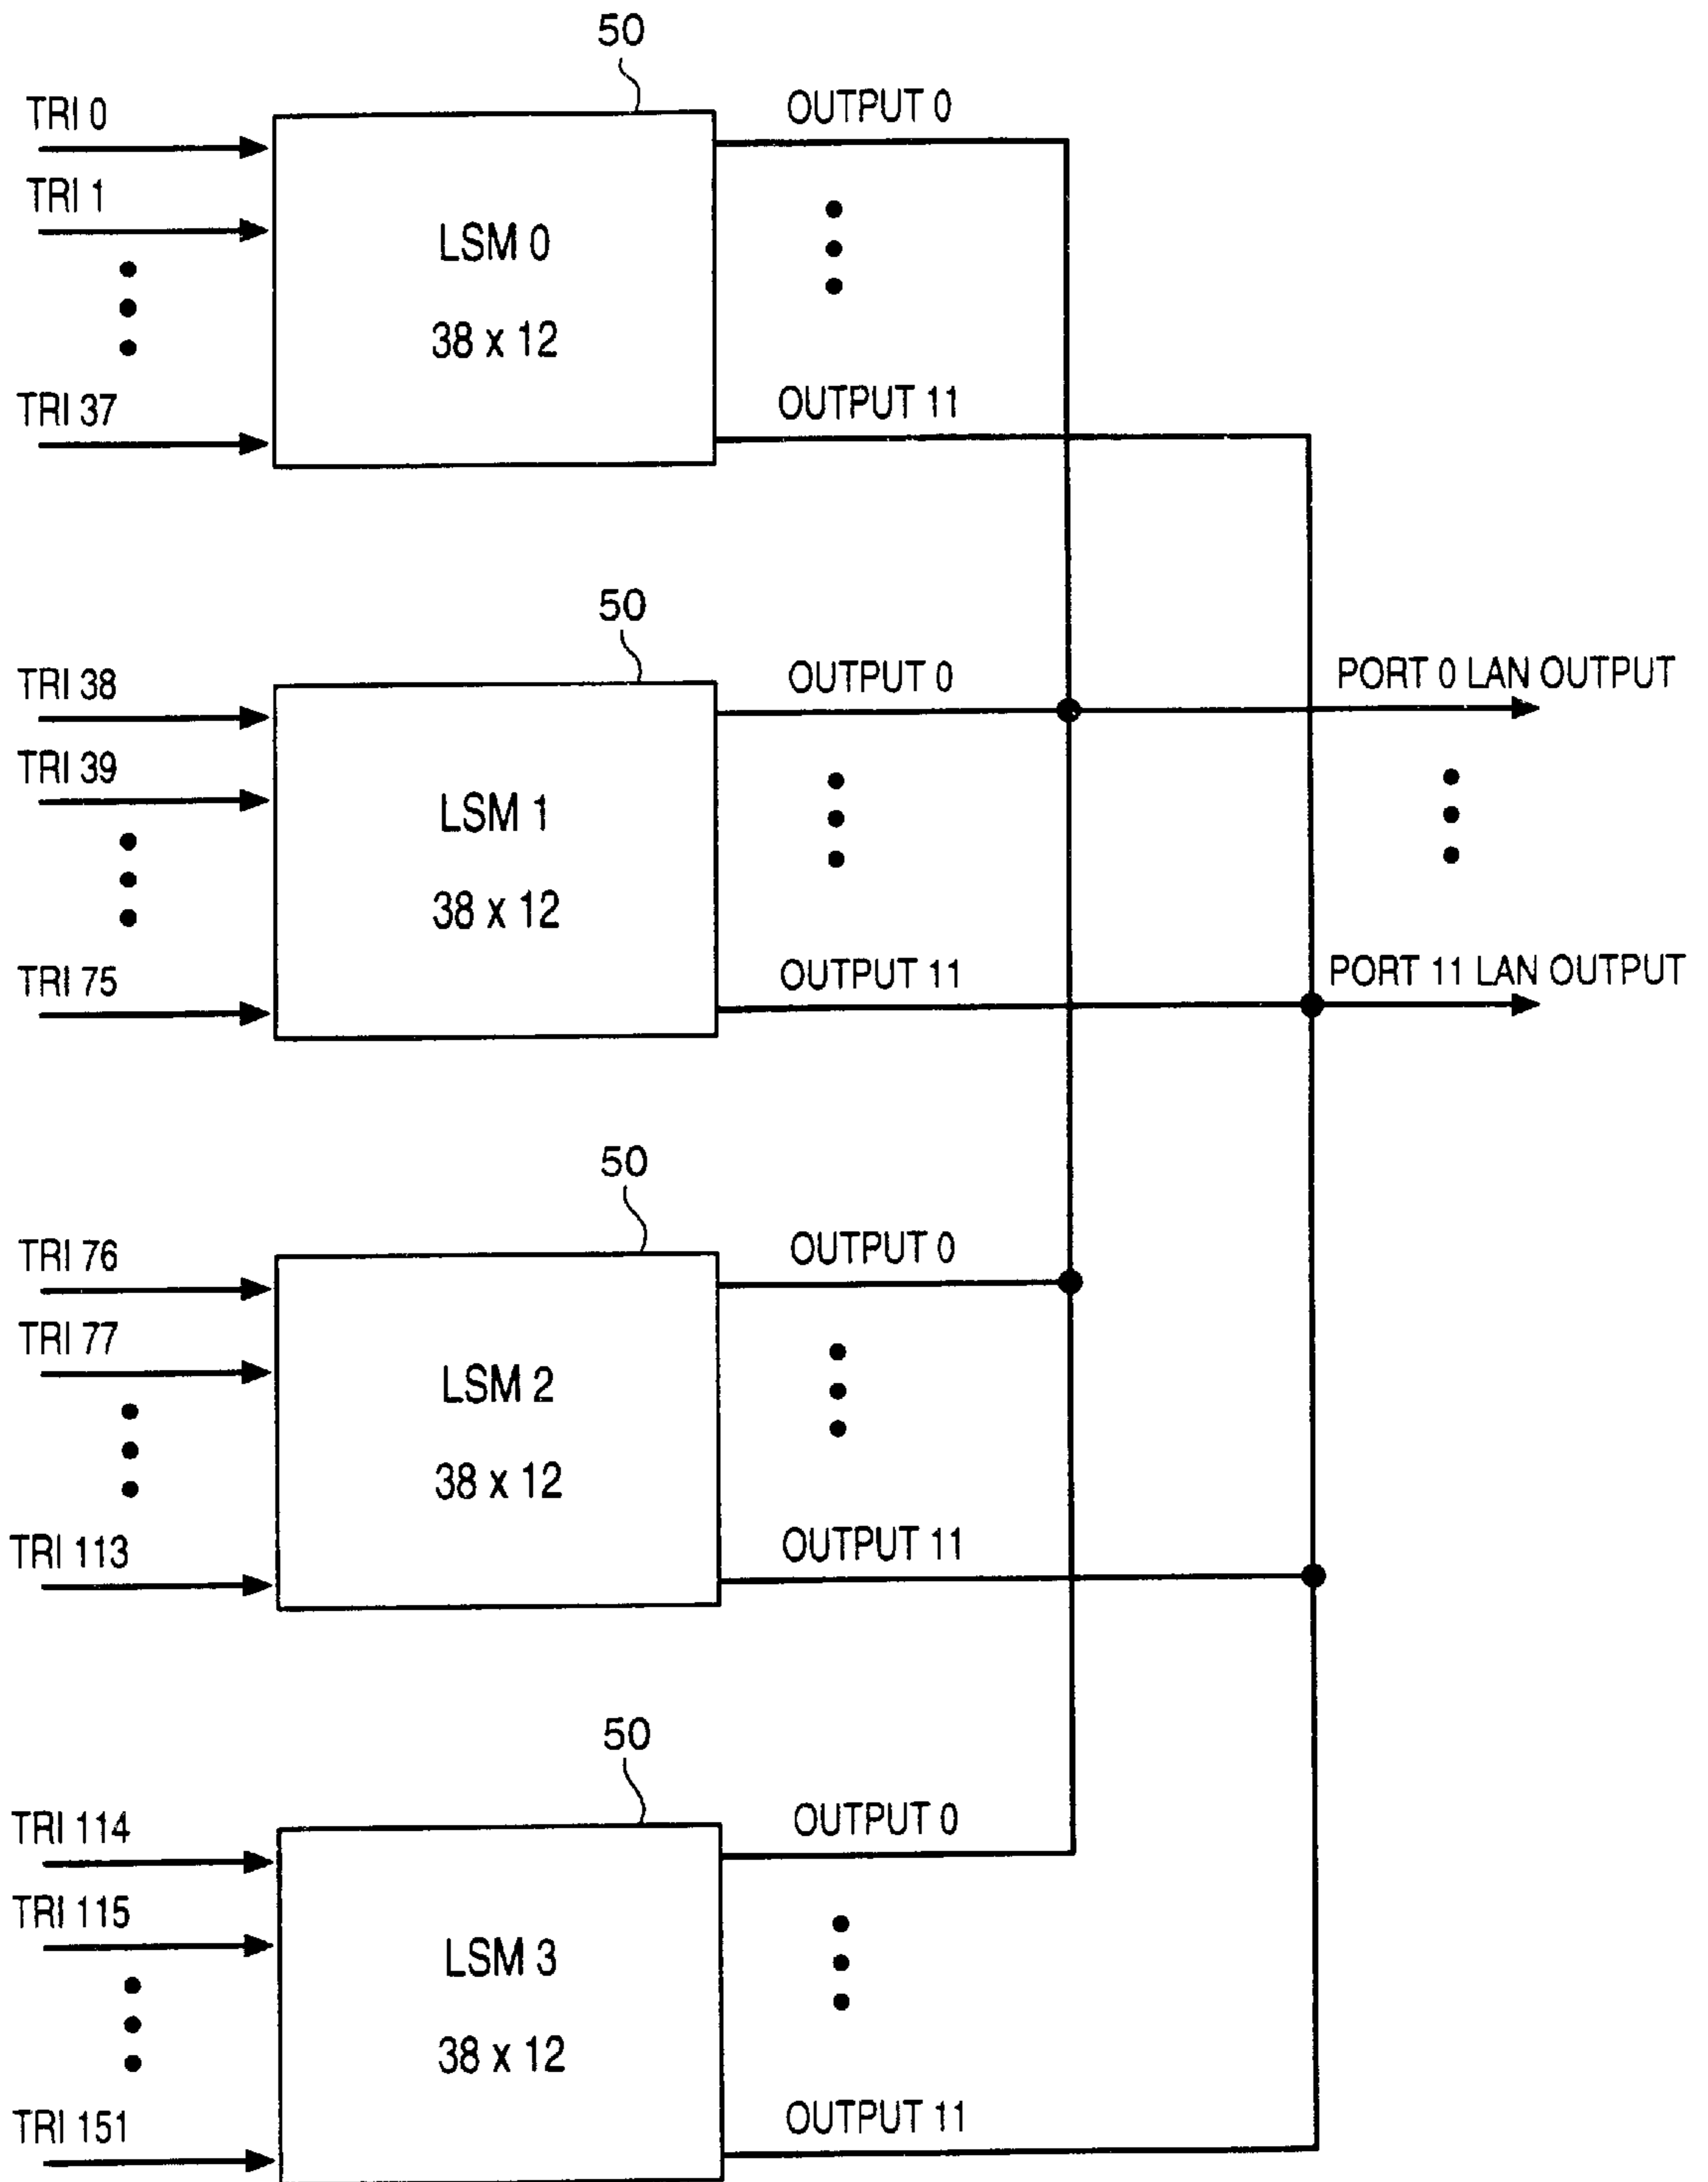 50
TRI 0
OUTPUT 0
TRI 1
LSM 0
38 x 12
TRI 37
OUTPUT 11
50
TRI 38
OUTPUT 0
PORT 0 LAN OUTPUT
TRI 39
LSM 1
38 x 12
TRI 75
OUTPUT 11
PORT 11 LAN OUTPUT
50
TRI 76
OUTPUT 0
TRI 77
LSM 2
38 x 12
TRI 113
OUTPUT 11
50
TRI 114
OUTPUT 0
TRI 115
LSM 3
38 x 12
TRI 151
OUTPUT 11